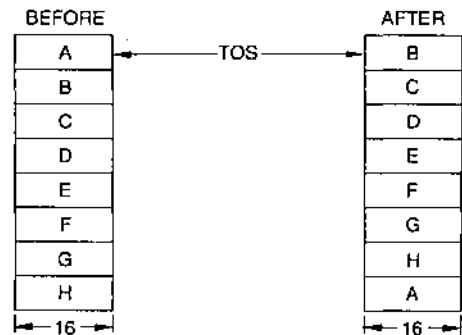 BEFORE AFTER
A TOS B
B C
C D
D E
E F
F G
G H
H A
16 16